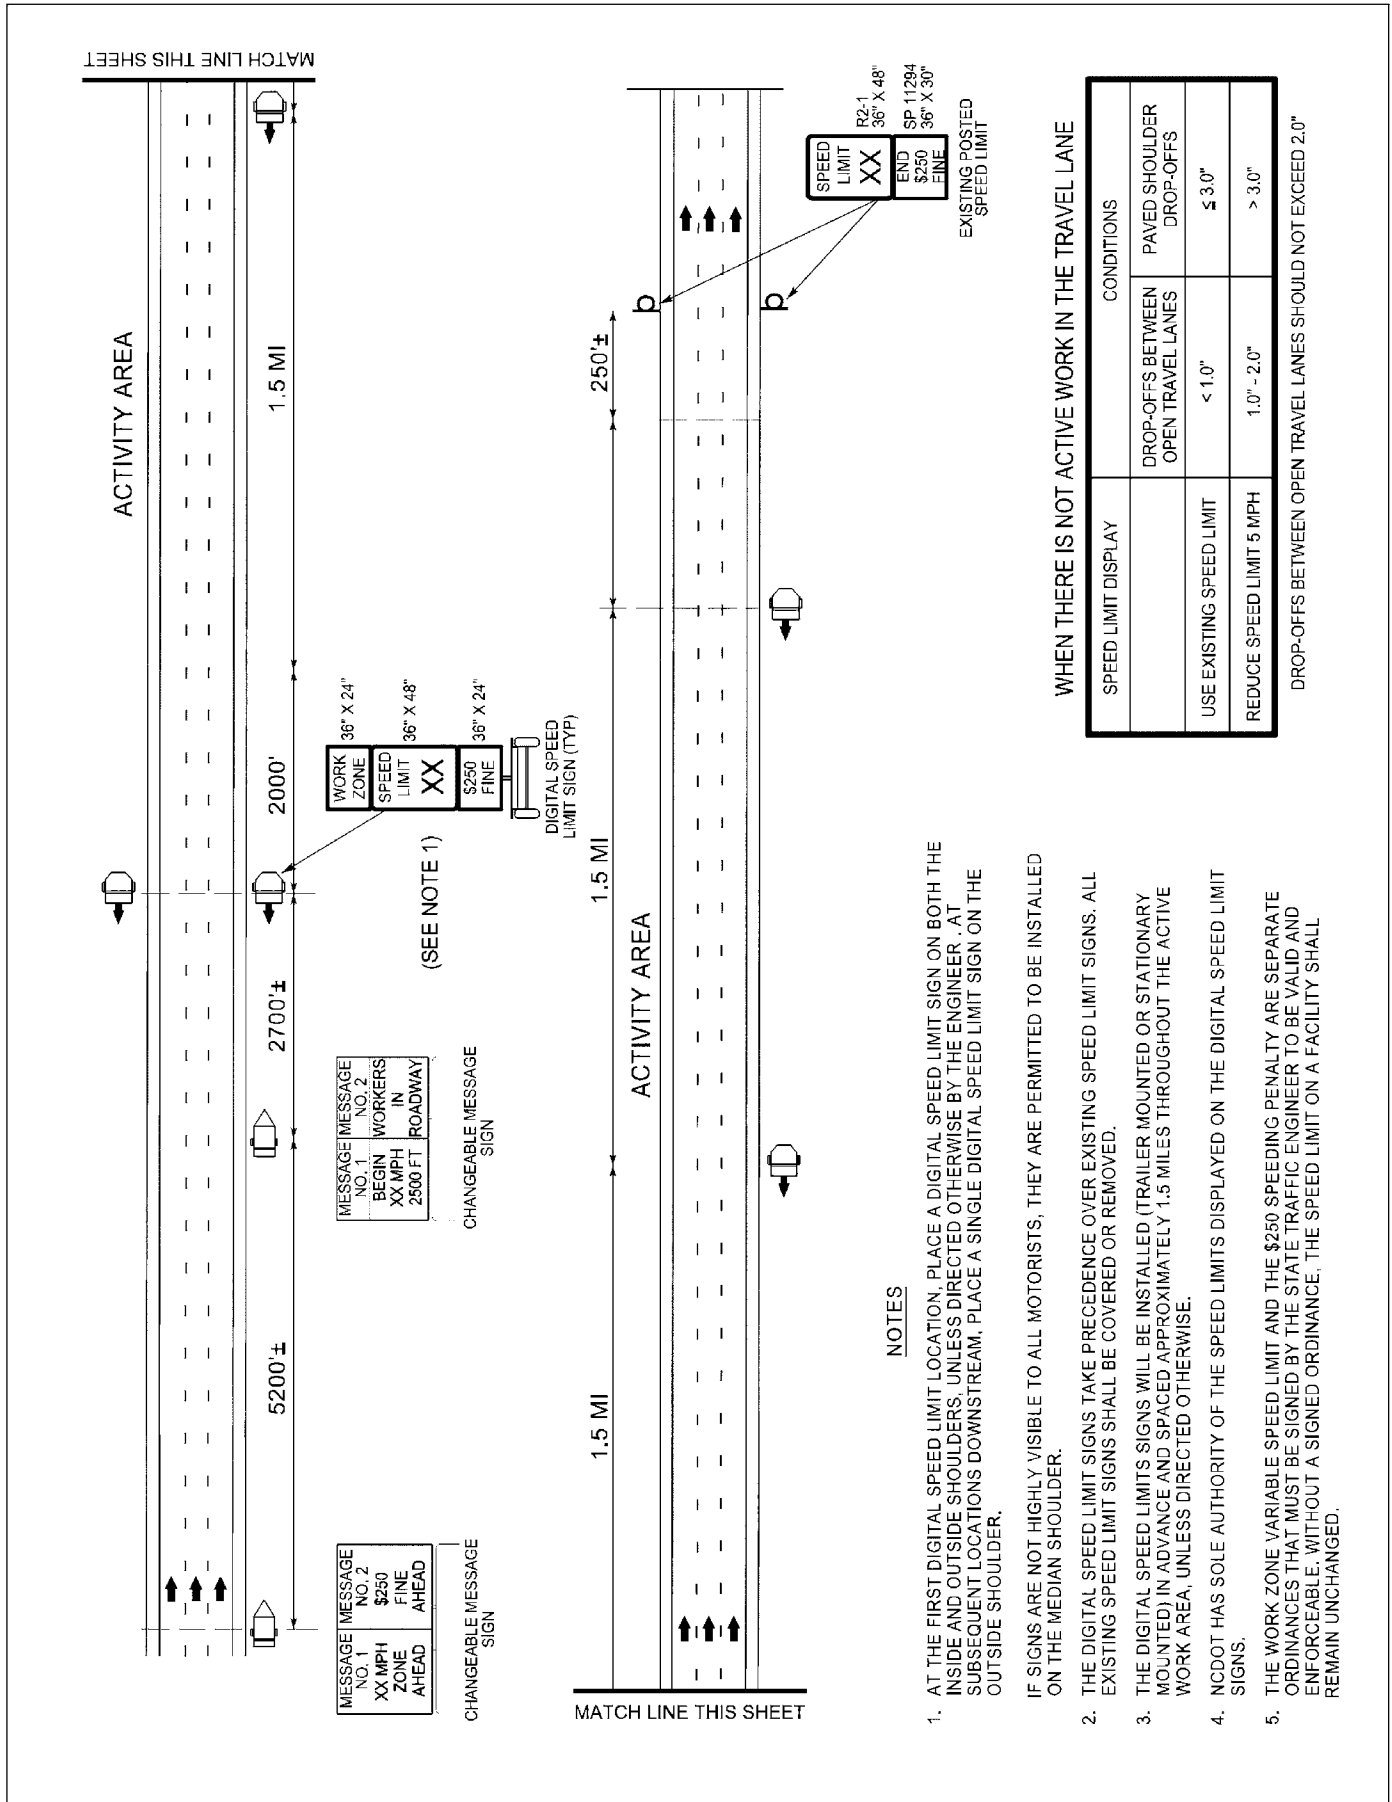 ACTIVITY AREA
MATCH LINE THIS SHEET
5200'±
2700'±
2000'
1.5 MI
MESSAGE NO. 1
XX MPH
ZONE
AHEAD
MESSAGE NO. 2
$250
FINE
AHEAD
CHANGEABLE MESSAGE
SIGN
MESSAGE NO. 1
BEGIN
XX MPH
2500 FT
MESSAGE NO. 2
WORKERS
IN
ROADWAY
CHANGEABLE MESSAGE
SIGN
(SEE NOTE 1)
WORK
ZONE
36" X 24"
SPEED
LIMIT
XX
36" X 48"
$250
FINE
36" X 24"
DIGITAL SPEED
LIMIT SIGN (TYP)
MATCH LINE THIS SHEET
1.5 MI
ACTIVITY AREA
1.5 MI
250'±
SPEED
LIMIT
XX
R2-1
36" X 48"
END
$250
FINE
SP 11294
36" X 30"
EXISTING POSTED
SPEED LIMIT
NOTES
1. AT THE FIRST DIGITAL SPEED LIMIT LOCATION, PLACE A DIGITAL SPEED LIMIT SIGN ON BOTH THE
INSIDE AND OUTSIDE SHOULDERS, UNLESS DIRECTED OTHERWISE BY THE ENGINEER . AT
SUBSEQUENT LOCATIONS DOWNSTREAM, PLACE A SINGLE DIGITAL SPEED LIMIT SIGN ON THE
OUTSIDE SHOULDER.
IF SIGNS ARE NOT HIGHLY VISIBLE TO ALL MOTORISTS, THEY ARE PERMITTED TO BE INSTALLED
ON THE MEDIAN SHOULDER.
2. THE DIGITAL SPEED LIMIT SIGNS TAKE PRECEDENCE OVER EXISTING SPEED LIMIT SIGNS. ALL
EXISTING SPEED LIMIT SIGNS SHALL BE COVERED OR REMOVED.
3. THE DIGITAL SPEED LIMITS SIGNS WILL BE INSTALLED (TRAILER MOUNTED OR STATIONARY
MOUNTED) IN ADVANCE AND SPACED APPROXIMATELY 1.5 MILES THROUGHOUT THE ACTIVE
WORK AREA, UNLESS DIRECTED OTHERWISE.
4. NCDOT HAS SOLE AUTHORITY OF THE SPEED LIMITS DISPLAYED ON THE DIGITAL SPEED LIMIT
SIGNS.
5. THE WORK ZONE VARIABLE SPEED LIMIT AND THE $250 SPEEDING PENALTY ARE SEPARATE
ORDINANCES THAT MUST BE SIGNED BY THE STATE TRAFFIC ENGINEER TO BE VALID AND
ENFORCEABLE. WITHOUT A SIGNED ORDINANCE, THE SPEED LIMIT ON A FACILITY SHALL
REMAIN UNCHANGED.
WHEN THERE IS NOT ACTIVE WORK IN THE TRAVEL LANE
SPEED LIMIT DISPLAY
CONDITIONS
DROP-OFFS BETWEEN
OPEN TRAVEL LANES
PAVED SHOULDER
DROP-OFFS
USE EXISTING SPEED LIMIT
< 1.0"
≤ 3.0"
REDUCE SPEED LIMIT 5 MPH
1.0" - 2.0"
> 3.0"
DROP-OFFS BETWEEN OPEN TRAVEL LANES SHOULD NOT EXCEED 2.0"